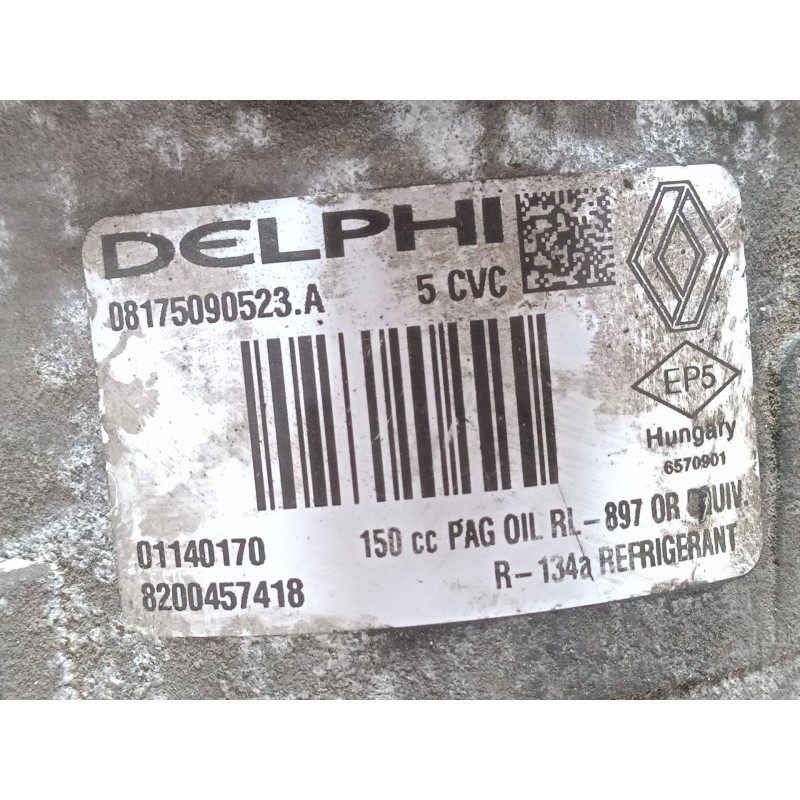 DELPHI
08175090523.A 5 CVC
EP5
Hungary
6570901
01140170
8200457418
150 cc PAG OIL RL-897 OR
R-134a REFRIGERANT